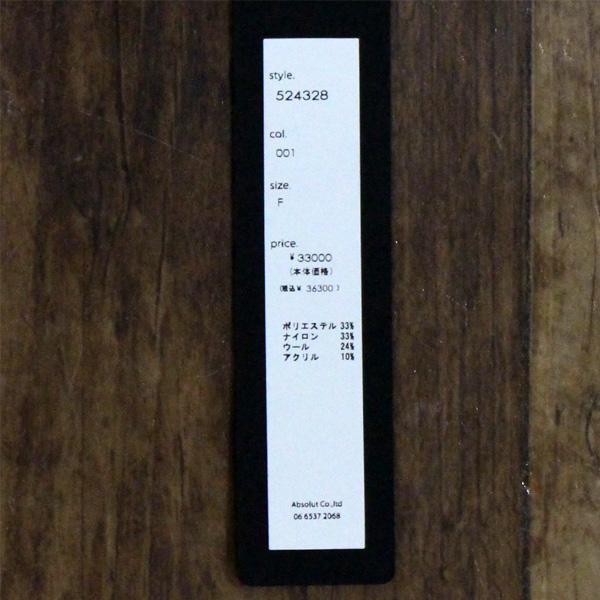 style.
524328
col.
001
size.
F
price.
¥ 33000
(本体価格)
(税込¥ 36300 )
ポリエステル 33%
ナイロン 33%
ウール 24%
アクリル 10%
Absolut Co.,ltd
06 6537 2068